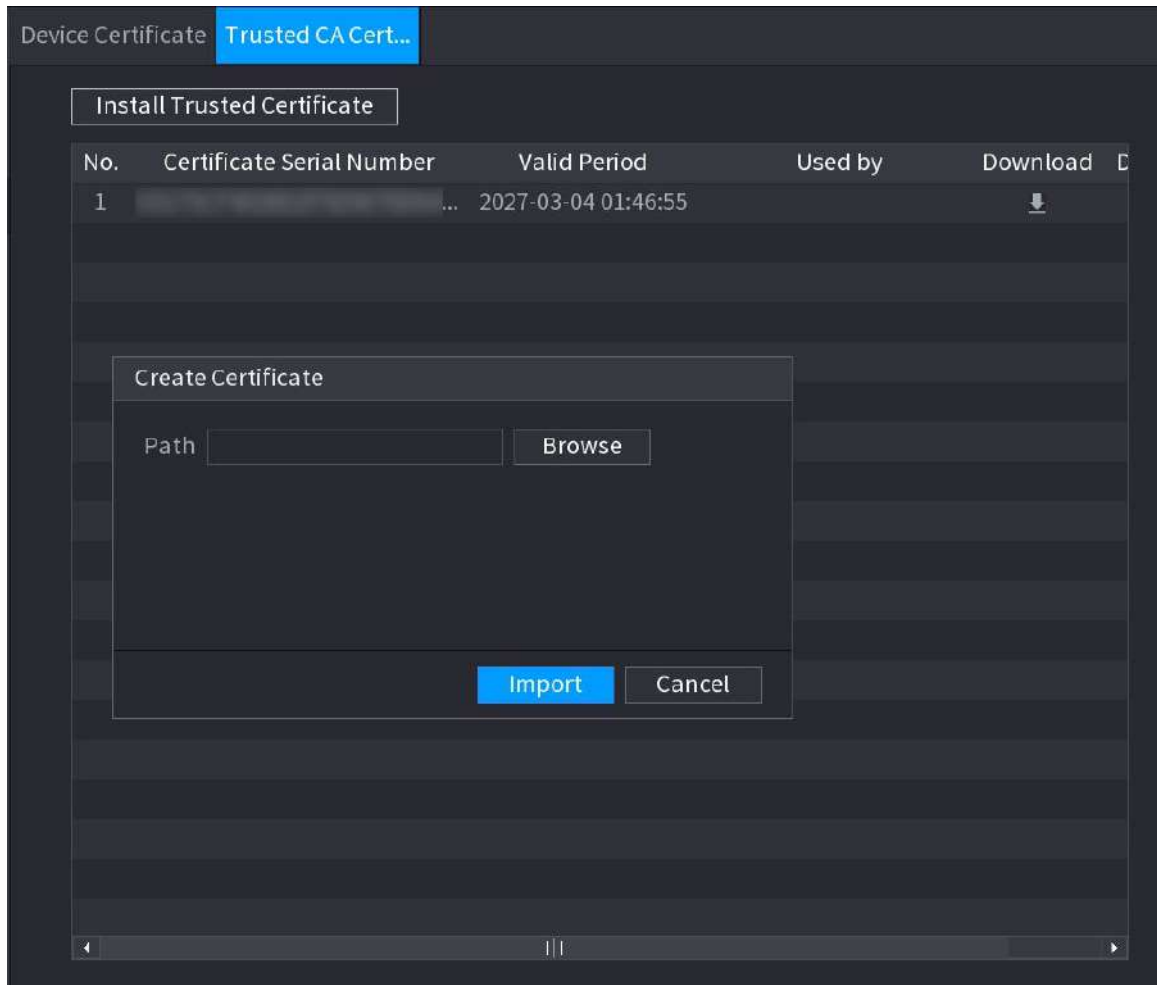 Device Certificate Trusted CA Cert...
Install Trusted Certificate
No. Certificate Serial Number Valid Period Used by Download D
1 ... 2027-03-04 01:46:55
Create Certificate
Path Browse
Import Cancel